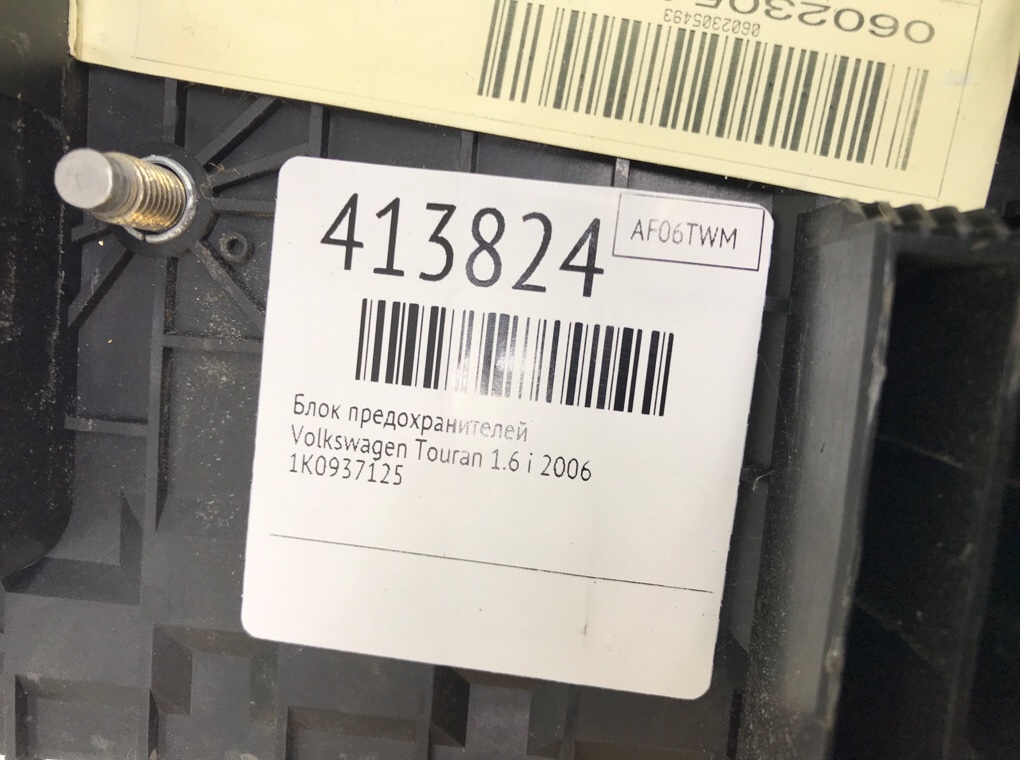 0602305493
413824
AF06TWM
Блок предохранителей
Volkswagen Touran 1.6 i 2006
1K0937125